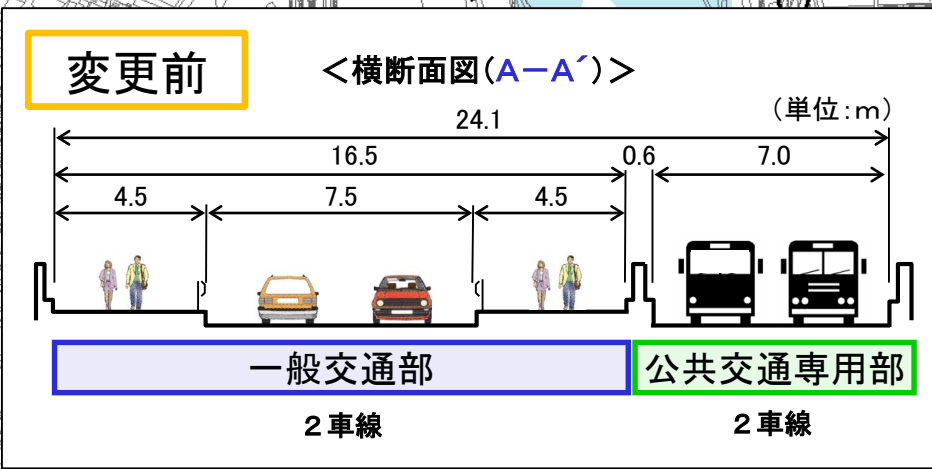 変更前
＜横断面図(A－A´)＞
(単位:m)
24.1
16.5 0.6 7.0
4.5 7.5 4.5
一般交通部 公共交通専用部
２車線 ２車線